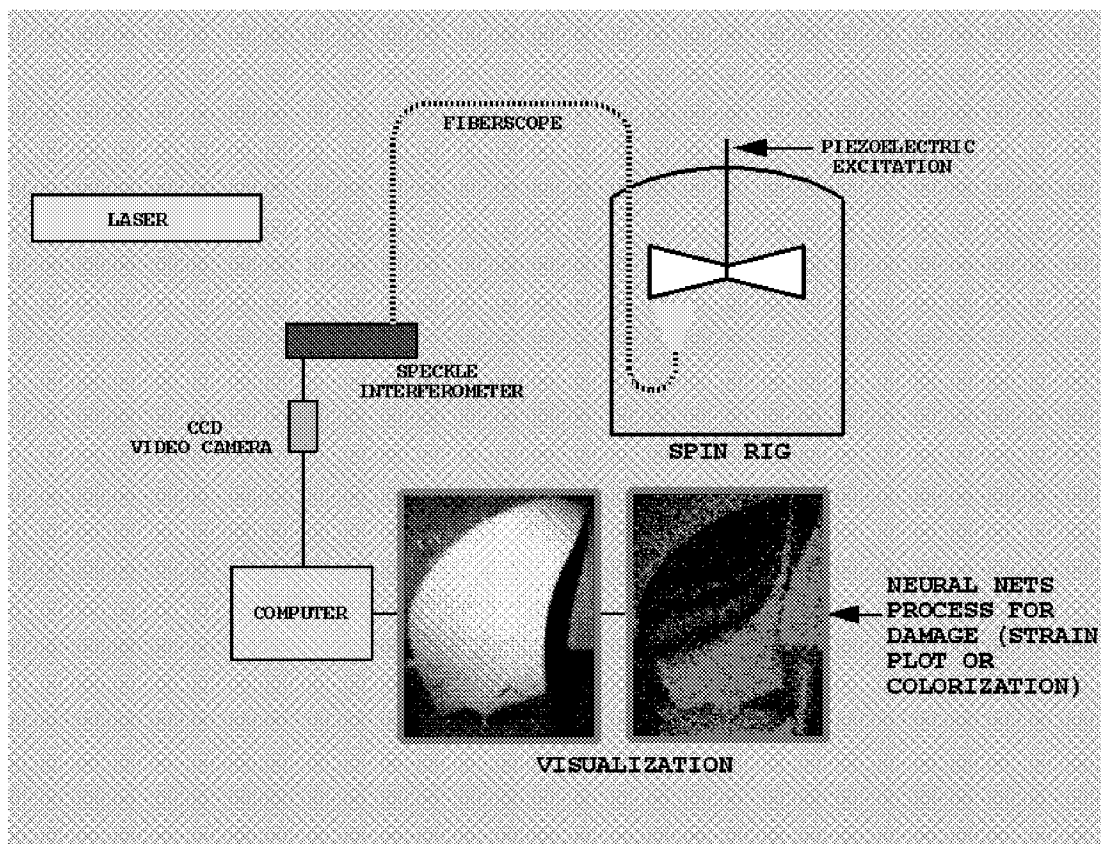 FIBERSCOPE
PIEZOELECTRIC
EXCITATION
LASER
SPECKLE
INTERFEROMETER
CCD
VIDEO CAMERA
SPIN RIG
COMPUTER
NEURAL NETS
PROCESS FOR
DAMAGE (STRAIN
PLOT OR
COLORIZATION)
VISUALIZATION